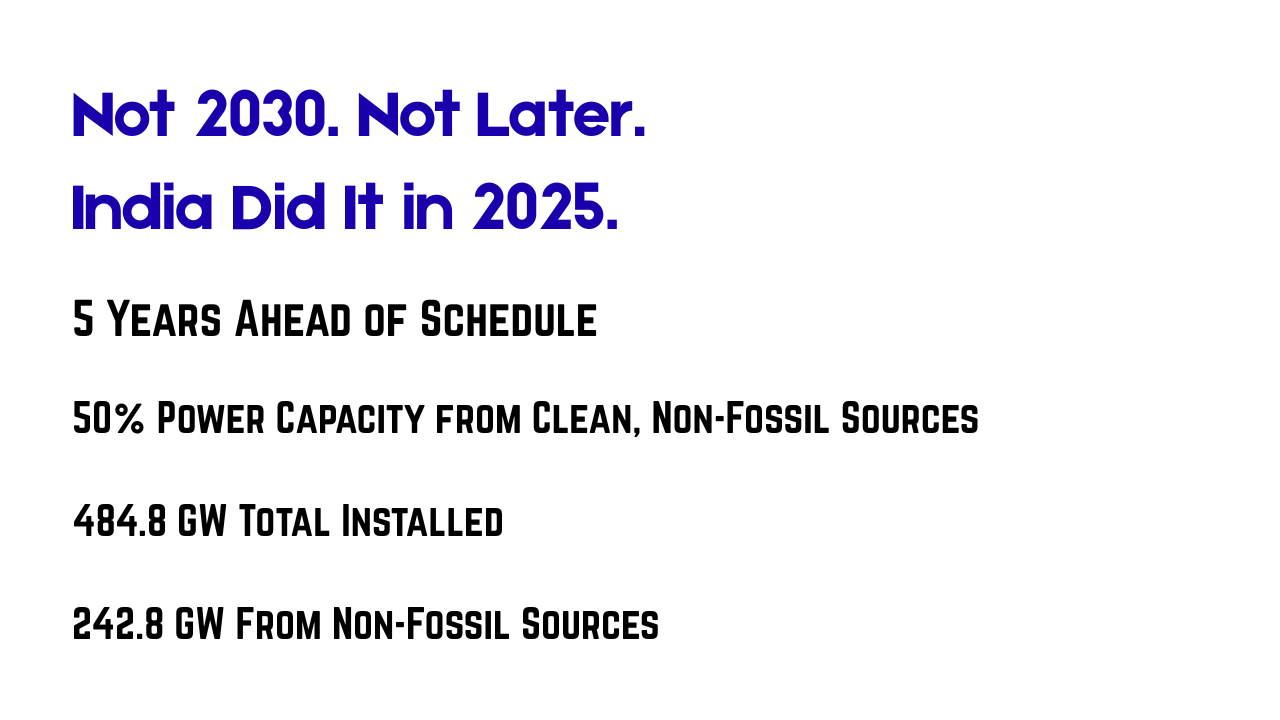 Not 2030. Not Later.
India Did It in 2025.
5 Years Ahead of Schedule
50% Power Capacity from Clean, Non-Fossil Sources
484.8 GW Total Installed
242.8 GW From Non-Fossil Sources